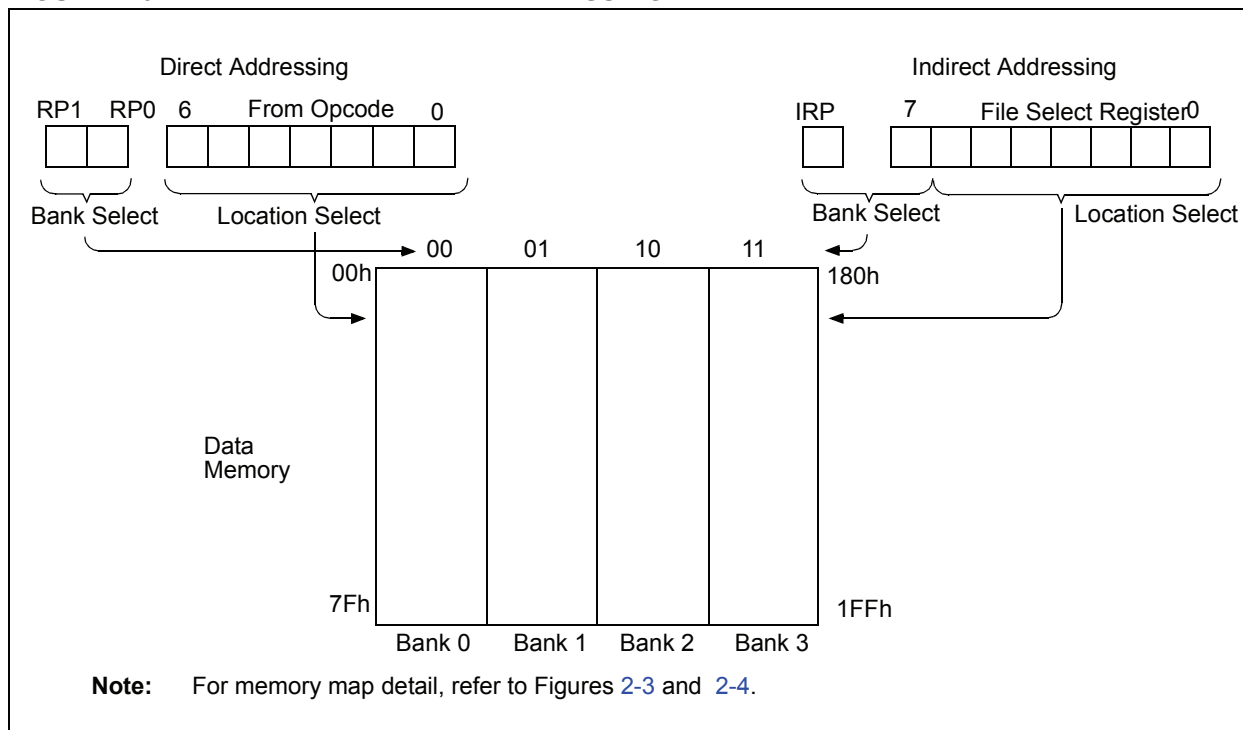 Direct Addressing
Indirect Addressing
RP1 RP0 6 From Opcode 0
IRP 7 File Select Register0
Bank Select Location Select
Bank Select Location Select
00 01 10 11
00h
180h
Data
Memory
7Fh
1FFh
Bank 0 Bank 1 Bank 2 Bank 3
Note: For memory map detail, refer to Figures 2-3 and 2-4.